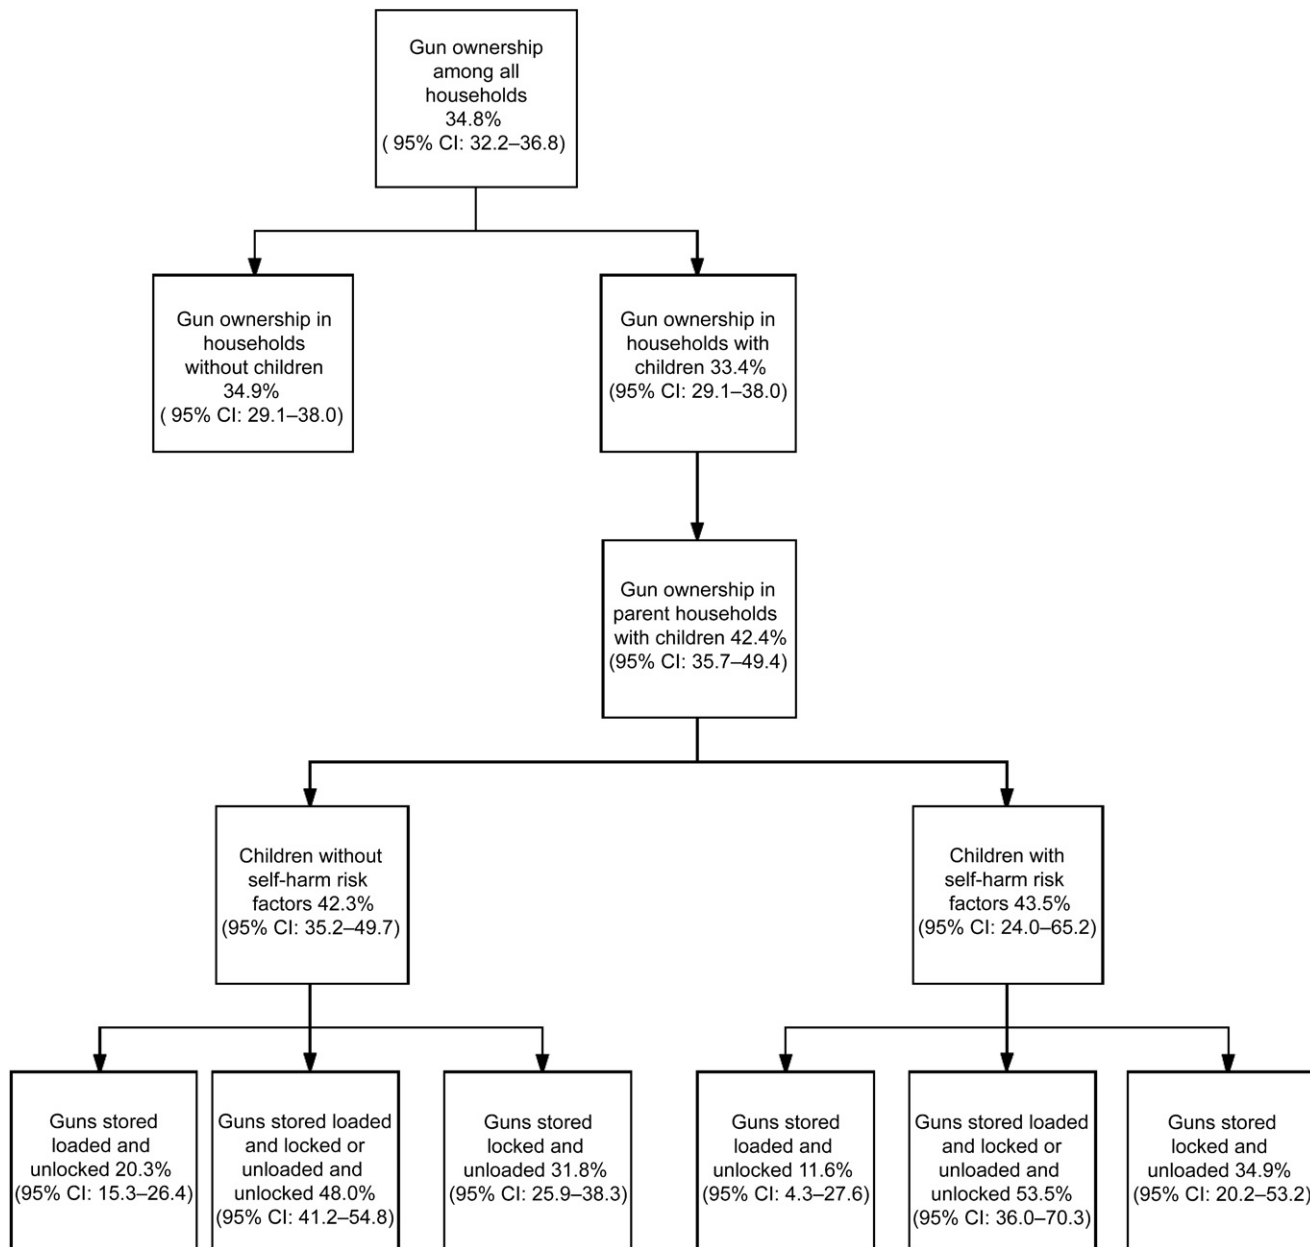 Gun ownership
among all
households
34.8%
( 95% CI: 32.2–36.8)
Gun ownership in
households
without children
34.9%
( 95% CI: 29.1–38.0)
Gun ownership in
households with
children 33.4%
(95% CI: 29.1–38.0)
Gun ownership in
parent households
with children 42.4%
(95% CI: 35.7–49.4)
Children without
self-harm risk
factors 42.3%
(95% CI: 35.2–49.7)
Children with
self-harm risk
factors 43.5%
(95% CI: 24.0–65.2)
Guns stored
loaded and
unlocked 20.3%
(95% CI: 15.3–26.4)
Guns stored loaded
and locked or
unloaded and
unlocked 48.0%
(95% CI: 41.2–54.8)
Guns stored
locked and
unloaded 31.8%
(95% CI: 25.9–38.3)
Guns stored
loaded and
unlocked 11.6%
(95% CI: 4.3–27.6)
Guns stored loaded
and locked or
unloaded and
unlocked 53.5%
(95% CI: 36.0–70.3)
Guns stored
locked and
unloaded 34.9%
(95% CI: 20.2–53.2)